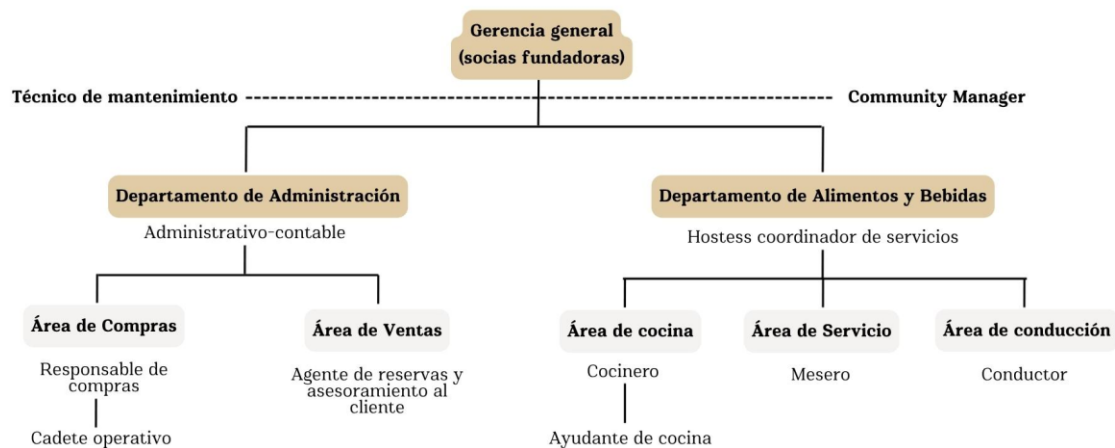 Gerencia general
(socias fundadoras)
Técnico de mantenimiento
Community Manager
Departamento de Administración
Administrativo-contable
Departamento de Alimentos y Bebidas
Hostess coordinador de servicios
Área de Compras
Responsable de
compras
Cadete operativo
Área de Ventas
Agente de reservas y
asesoramiento al
cliente
Área de cocina
Cocinero
Ayudante de cocina
Área de Servicio
Mesero
Área de conducción
Conductor